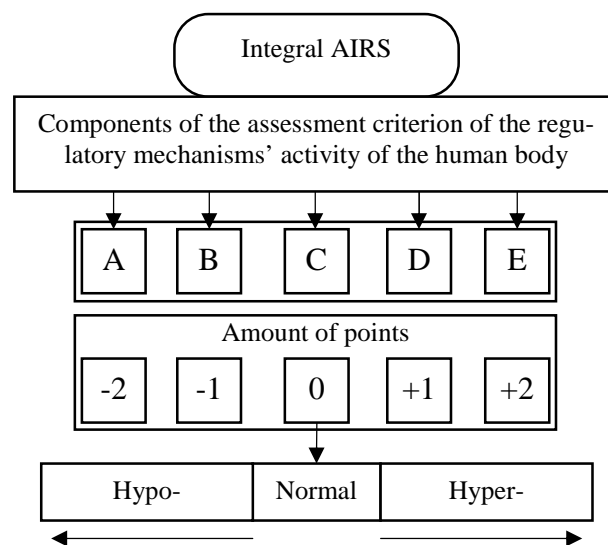 Integral AIRS
Components of the assessment criterion of the regu-
latory mechanisms' activity of the human body
A B C D E
Amount of points
-2 -1 0 +1 +2
Hypo- Normal Hyper-